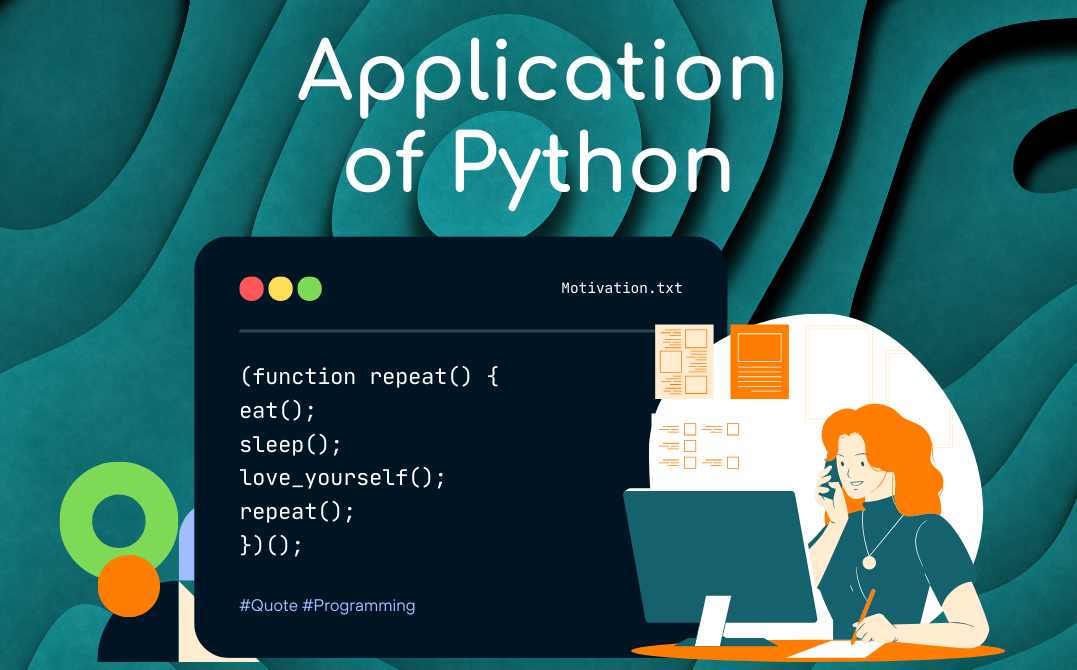 Application
of Python
Motivation.txt
(function repeat() {
eat();
sleep();
love_yourself();
repeat();
})();
#Quote #Programming